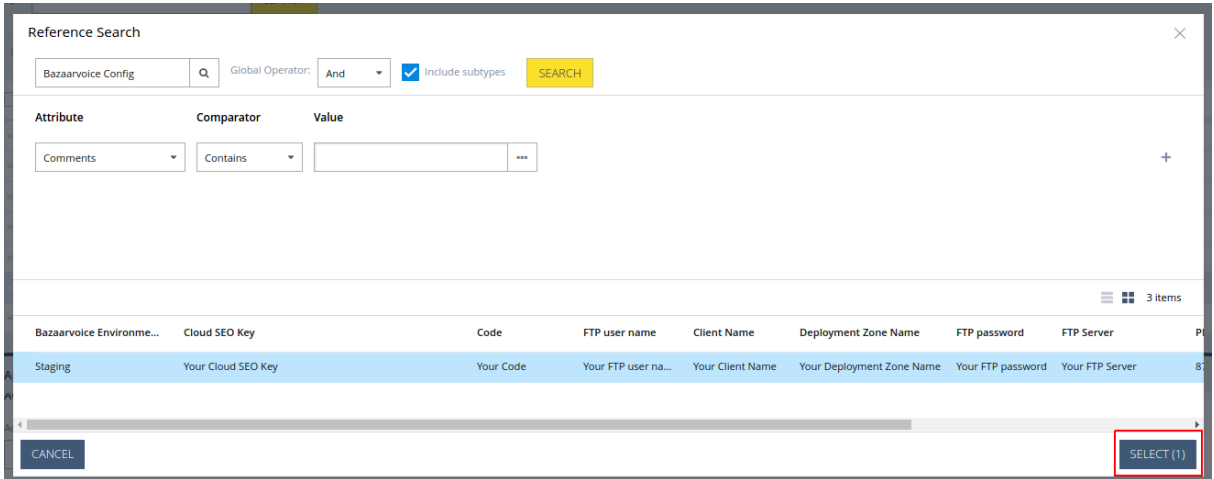 Reference Search
Bazaarvoice Config Global Operator: And Include subtypes SEARCH
Attribute Comparator Value
Comments Contains
3 items
Bazaarvoice Environme... Cloud SEO Key Code FTP user name Client Name Deployment Zone Name FTP password FTP Server
Staging Your Cloud SEO Key Your Code Your FTP user na... Your Client Name Your Deployment Zone Name Your FTP password Your FTP Server
CANCEL SELECT (1)